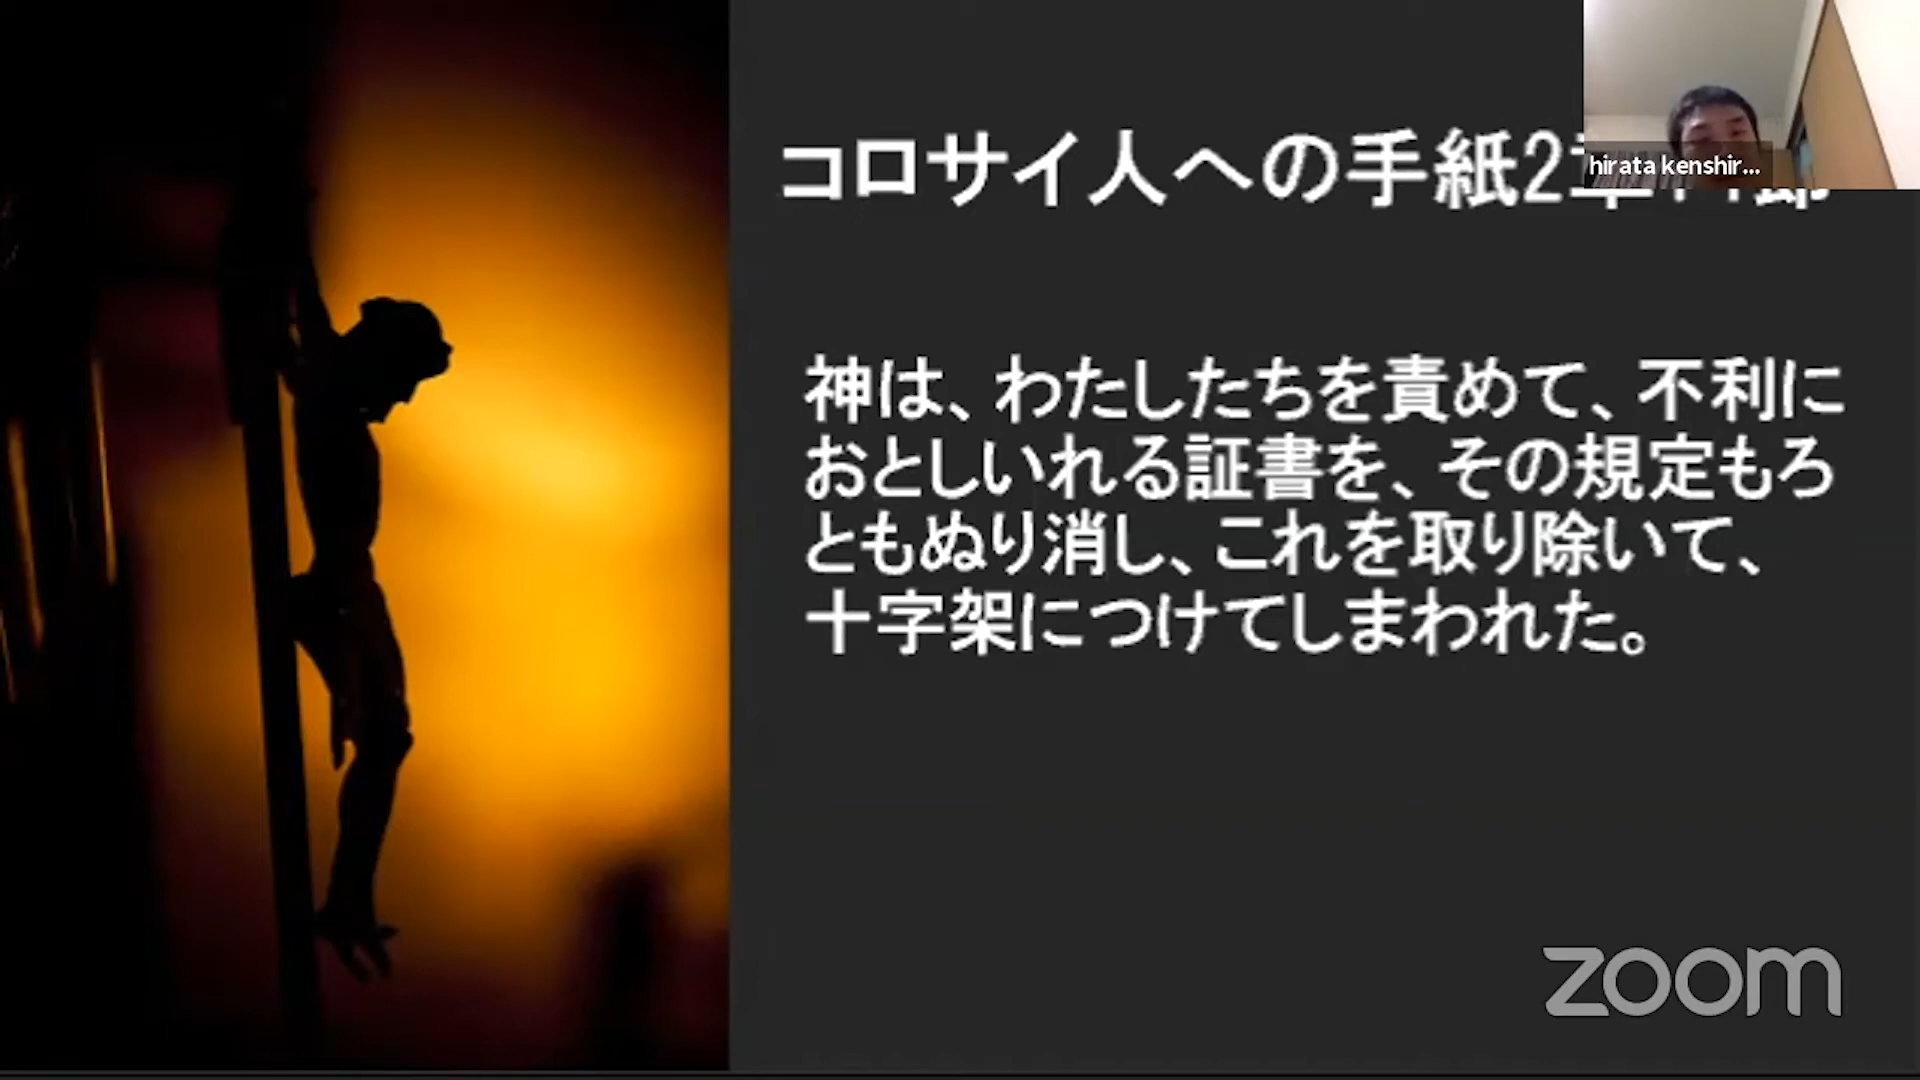 コロサイ人への手紙2
hirata kenshir...
神は、わたしたちを責めて、不利に
おとしいれる証書を、その規定もろ
ともぬり消し、これを取り除いて、
十字架につけてしまわれた。
zoom